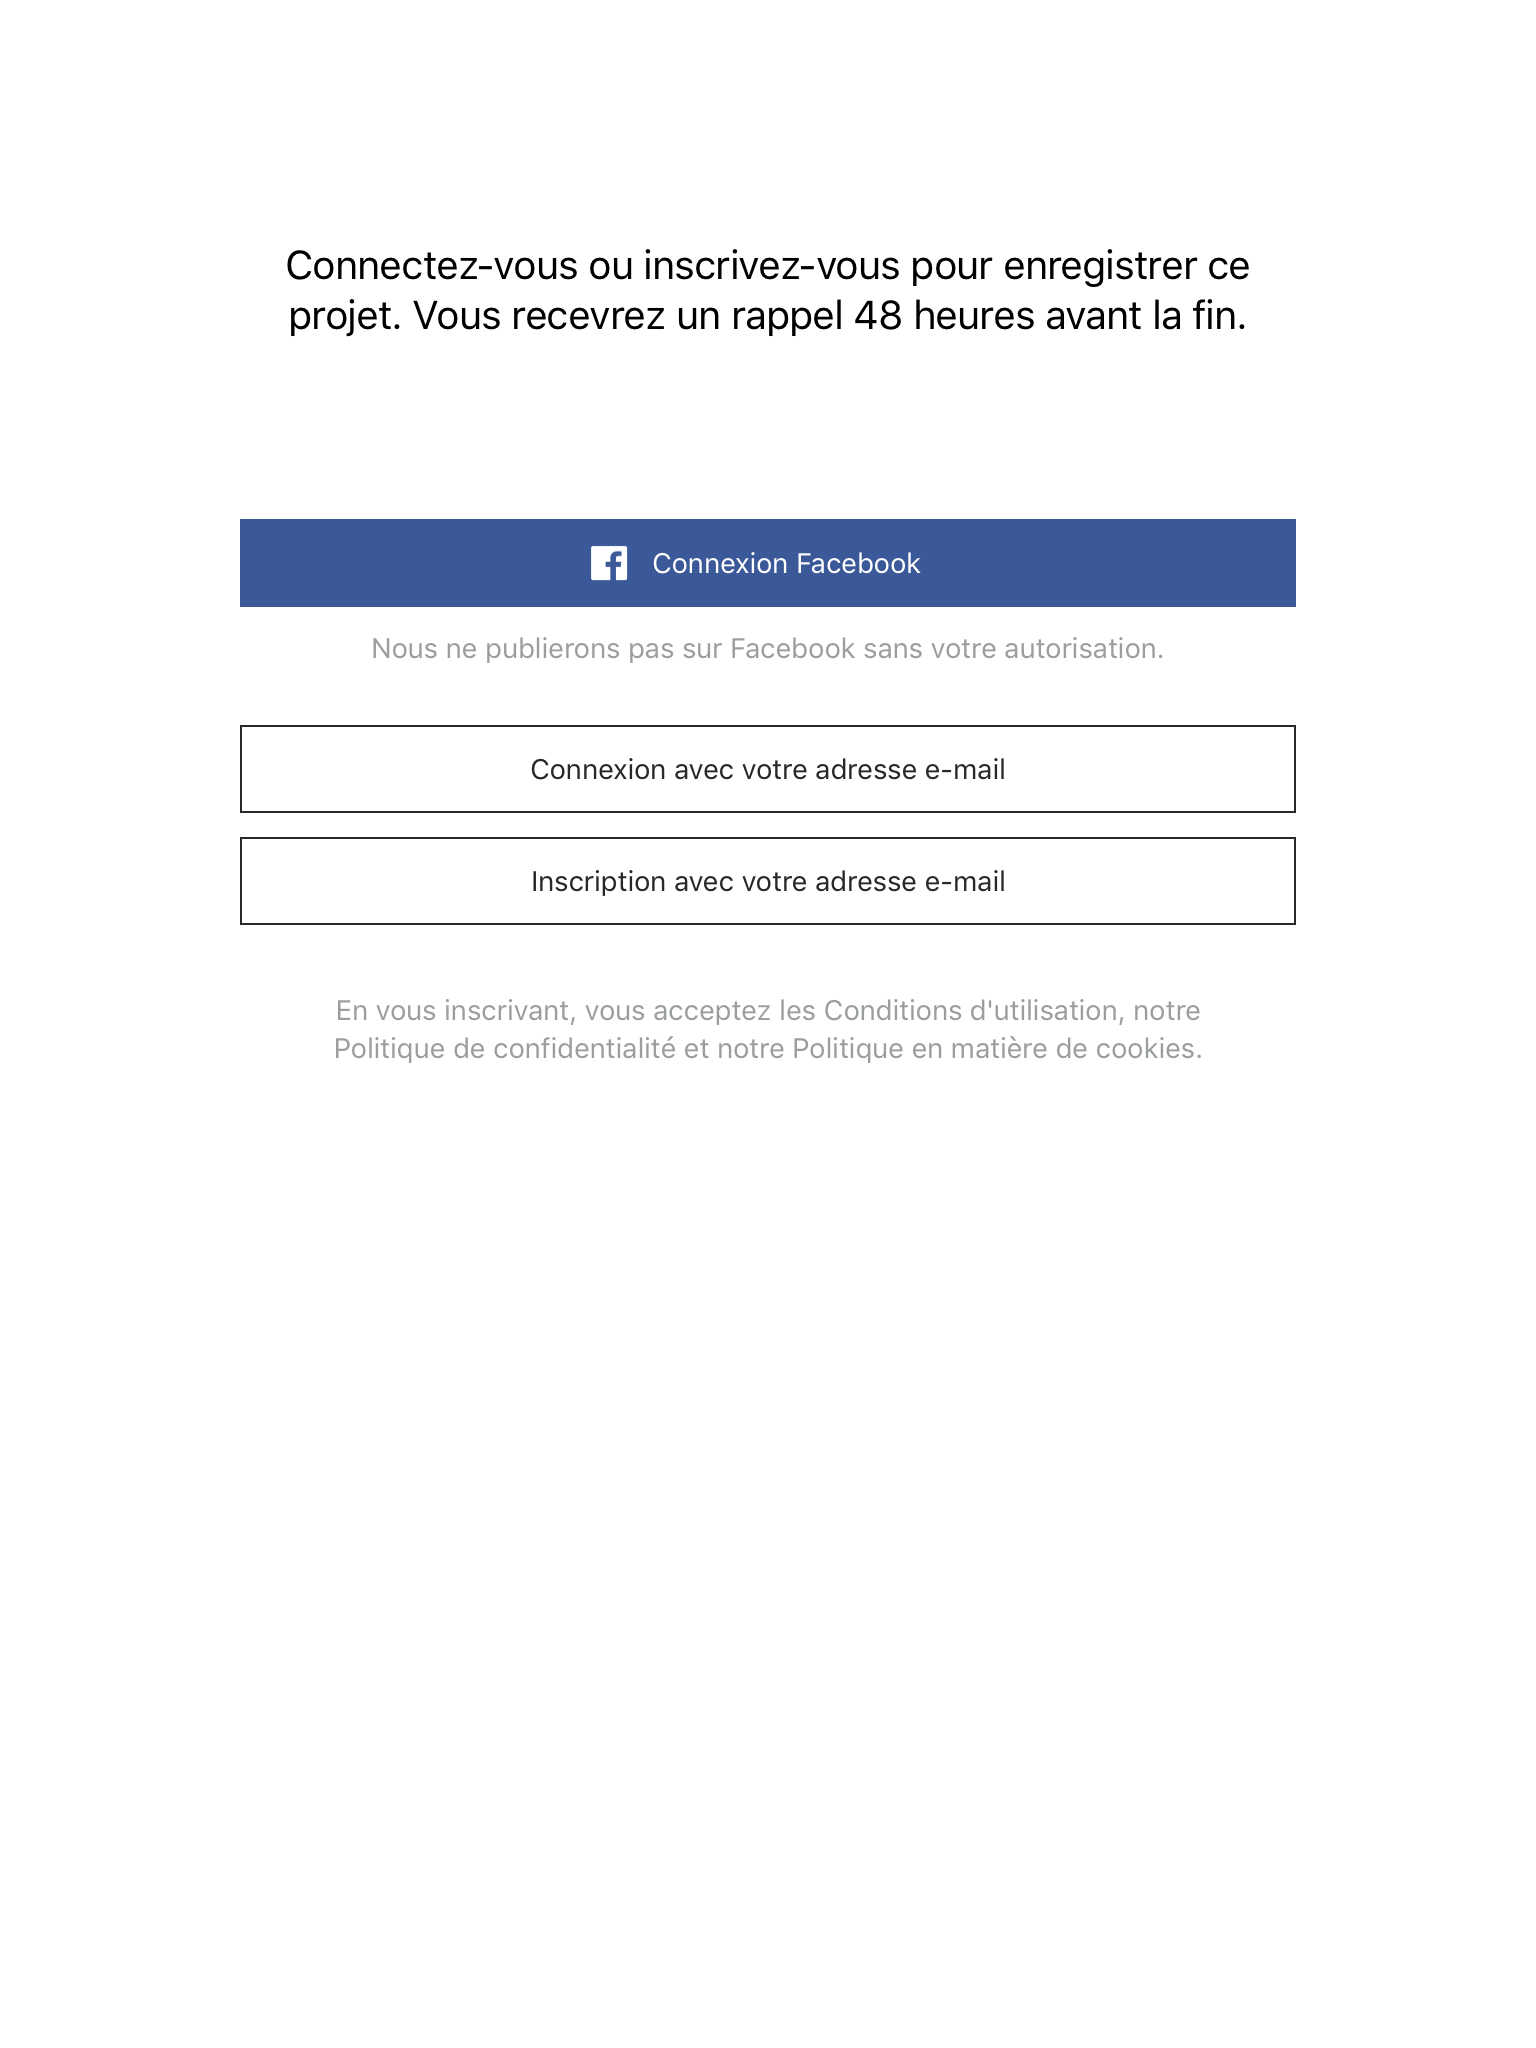 Connectez-vous ou inscrivez-vous pour enregistrer ce
projet. Vous recevrez un rappel 48 heures avant la fin.
Connexion Facebook
Nous ne publierons pas sur Facebook sans votre autorisation.
Connexion avec votre adresse e-mail
Inscription avec votre adresse e-mail
En vous inscrivant, vous acceptez les Conditions d'utilisation, notre
Politique de confidentialité et notre Politique en matière de cookies.